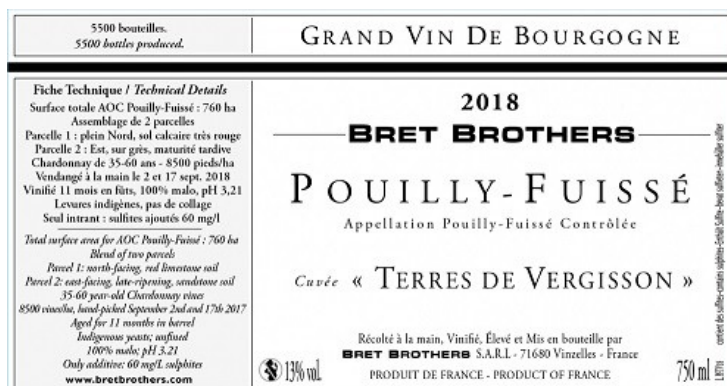 5500 bouteilles.
5500 bottles produced.
GRAND VIN DE BOURGOGNE
Fiche Technique / Technical Details
Surface totale AOC Pouilly-Fuissé : 760 ha
Assemblage de 2 parcelles
Parcelle 1 : plein Nord, sol calcaire très rouge
Parcelle 2 : Est, sur grès, maturité tardive
Chardonnay de 35-60 ans - 8500 pieds/ha
Vendangé à la main le 2 et 17 sept. 2018
Vinifié 11 mois en fûts, 100% malo, pH 3,21
Levures indigènes, pas de collage
Seul intrant : sulfites ajoutés 60 mg/l
Total surface area for AOC Pouilly-Fuissé : 760 ha
Blend of two parcels
Parcel 1: north-facing, red limestone soil
Parcel 2: east-facing, late-ripening, sandstone soil
35-60 year-old Chardonnay vines
8500 vines/ha, hand-picked September 2nd and 17th 2017
Aged for 11 months in barrel
Indigenous yeasts; unfined
100% malo; pH 3.21
Only additive: 60 mg/L sulphites
www.bretbrothers.com
2018
BRET BROTHERS
POUILLY-FUISSÉ
Appellation Pouilly-Fuissé Contrôlée
Cuvée « TERRES DE VERGISSON »
Récolté à la main, Vinifié, Élevé et Mis en bouteille par
BRET BROTHERS S.A.R.L - 71680 Vinzelles - France
13% vol.
PRODUIT DE FRANCE - PRODUCT OF FRANCE
750 ml
contient des sulfites-contains sulphites-Enthält Sulfite